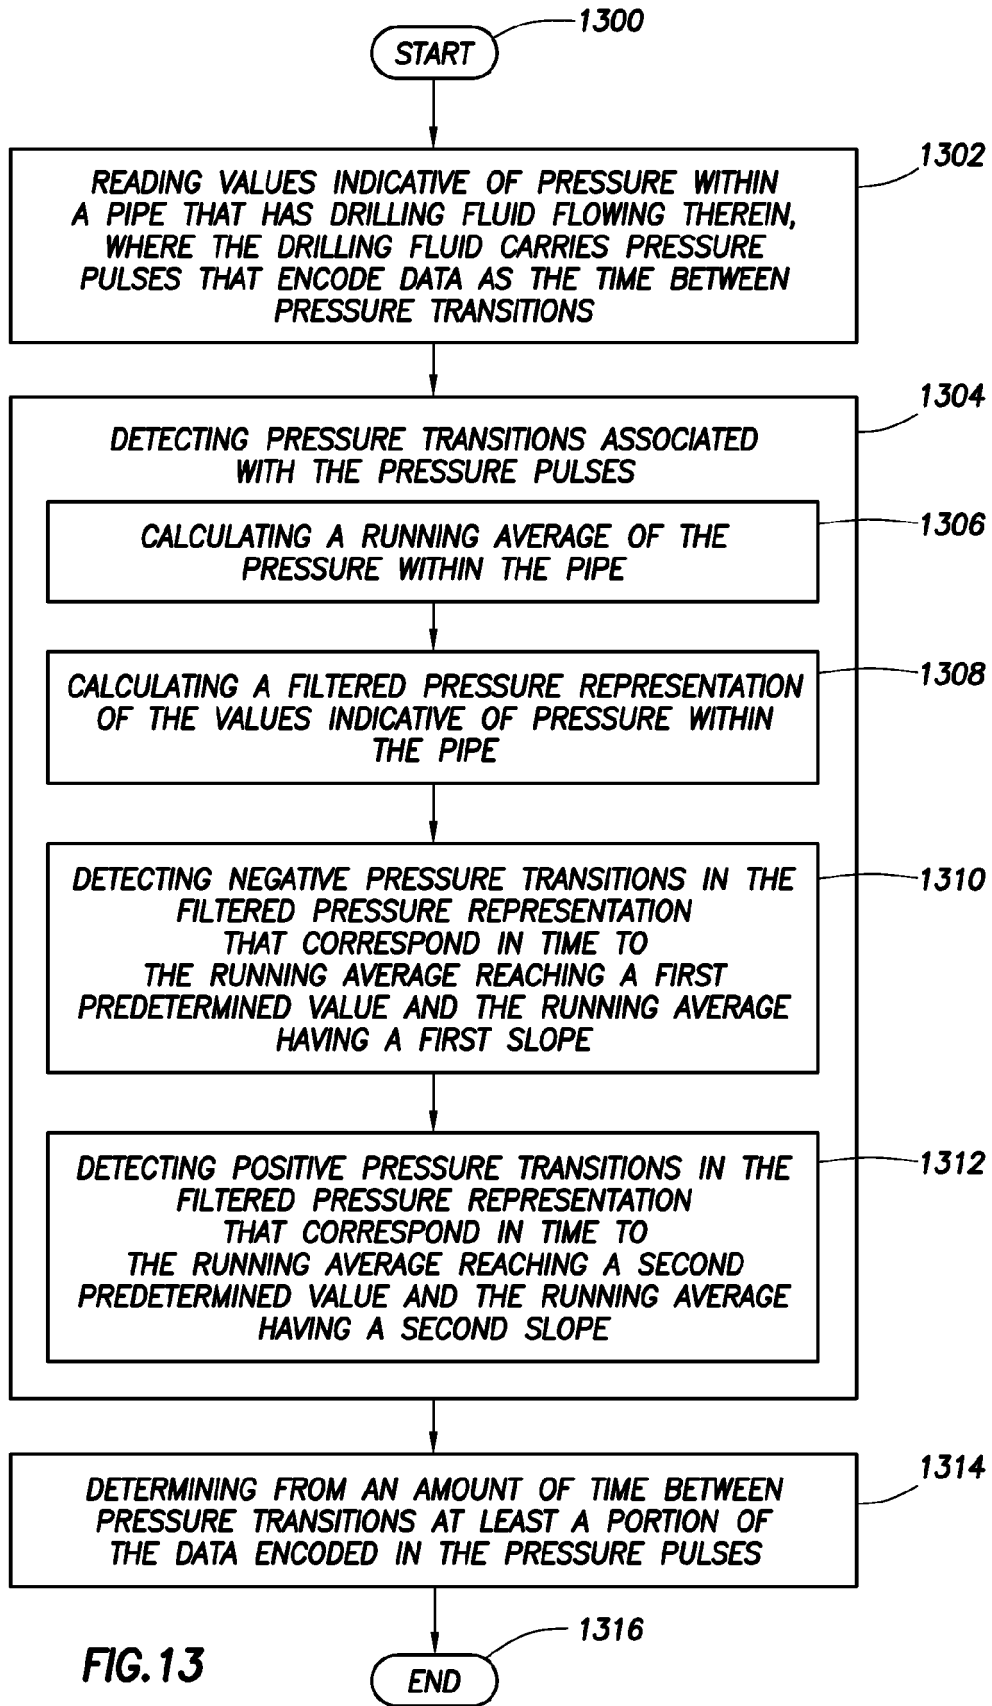 1300
START
1302
READING VALUES INDICATIVE OF PRESSURE WITHIN
A PIPE THAT HAS DRILLING FLUID FLOWING THEREIN,
WHERE THE DRILLING FLUID CARRIES PRESSURE
PULSES THAT ENCODE DATA AS THE TIME BETWEEN
PRESSURE TRANSITIONS
1304
DETECTING PRESSURE TRANSITIONS ASSOCIATED
WITH THE PRESSURE PULSES
1306
CALCULATING A RUNNING AVERAGE OF THE
PRESSURE WITHIN THE PIPE
1308
CALCULATING A FILTERED PRESSURE REPRESENTATION
OF THE VALUES INDICATIVE OF PRESSURE WITHIN
THE PIPE
1310
DETECTING NEGATIVE PRESSURE TRANSITIONS IN THE
FILTERED PRESSURE REPRESENTATION
THAT CORRESPOND IN TIME TO
THE RUNNING AVERAGE REACHING A FIRST
PREDETERMINED VALUE AND THE RUNNING AVERAGE
HAVING A FIRST SLOPE
1312
DETECTING POSITIVE PRESSURE TRANSITIONS IN THE
FILTERED PRESSURE REPRESENTATION
THAT CORRESPOND IN TIME TO
THE RUNNING AVERAGE REACHING A SECOND
PREDETERMINED VALUE AND THE RUNNING AVERAGE
HAVING A SECOND SLOPE
1314
DETERMINING FROM AN AMOUNT OF TIME BETWEEN
PRESSURE TRANSITIONS AT LEAST A PORTION OF
THE DATA ENCODED IN THE PRESSURE PULSES
1316
END
FIG.13